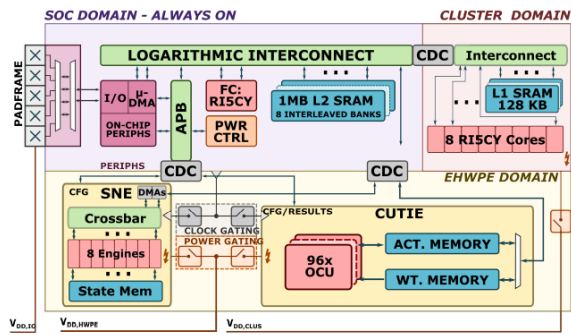 SOC DOMAIN - ALWAYS ON
CLUSTER DOMAIN
PADFRAME
LOGARITHMIC INTERCONNECT
CDC
Interconnect
I/O
μ-
DMA
ON-CHIP
PERIPHS
APB
FC:
RI5CY
PWR
CTRL
1MB L2 SRAM
8 INTERLEAVED BANKS
L1 SRAM
128 KB
8 RI5CY Cores
PERIPHS
CDC
CDC
EHWPE DOMAIN
CFG
SNE
DMAs
Crossbar
8 Engines
State Mem
CLOCK GATING
POWER GATING
CFG/RESULTS
CUTIE
96x
OCU
ACT. MEMORY
WT. MEMORY
VDD,IO
VDD,HWPE
VDD,CLUS